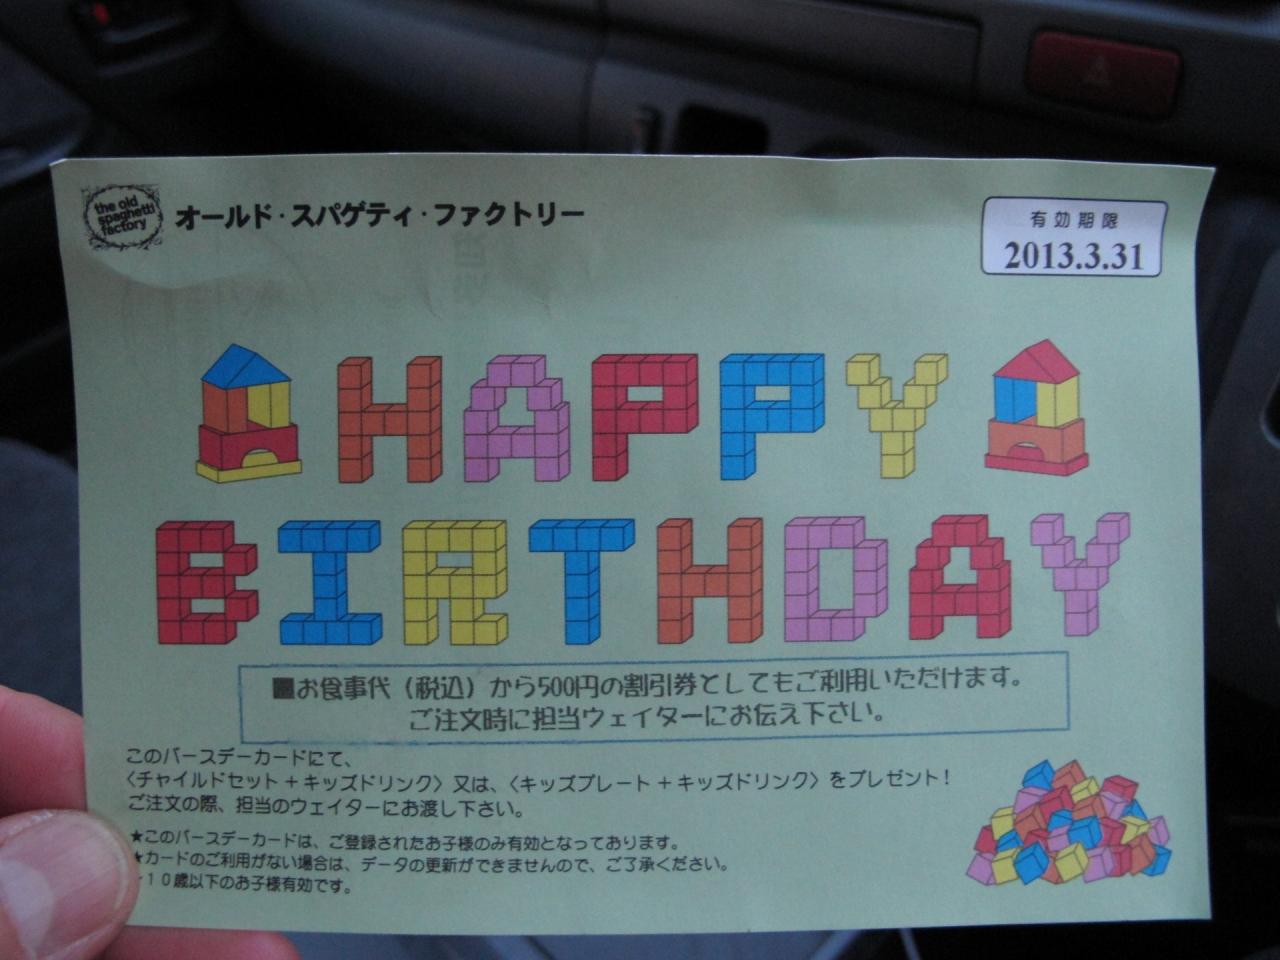 the old
spaghetti
factory
オールド・スパゲティ・ファクトリー
有効期限
2013.3.31
HAPPY
BIRTHDAY
■お食事代（税込）から500円の割引券としてもご利用いただけます。
ご注文時に担当ウェイターにお伝え下さい。
このバースデーカードにて、
〈チャイルドセット＋キッズドリンク〉又は、〈キッズプレート＋キッズドリンク〉をプレゼント！
ご注文の際、担当のウェイターにお渡し下さい。
★このバースデーカードは、ご登録されたお子様のみ有効となっております。
★カードのご利用がない場合は、データの更新ができませんので、ご了承ください。
★１０歳以下のお子様有効です。